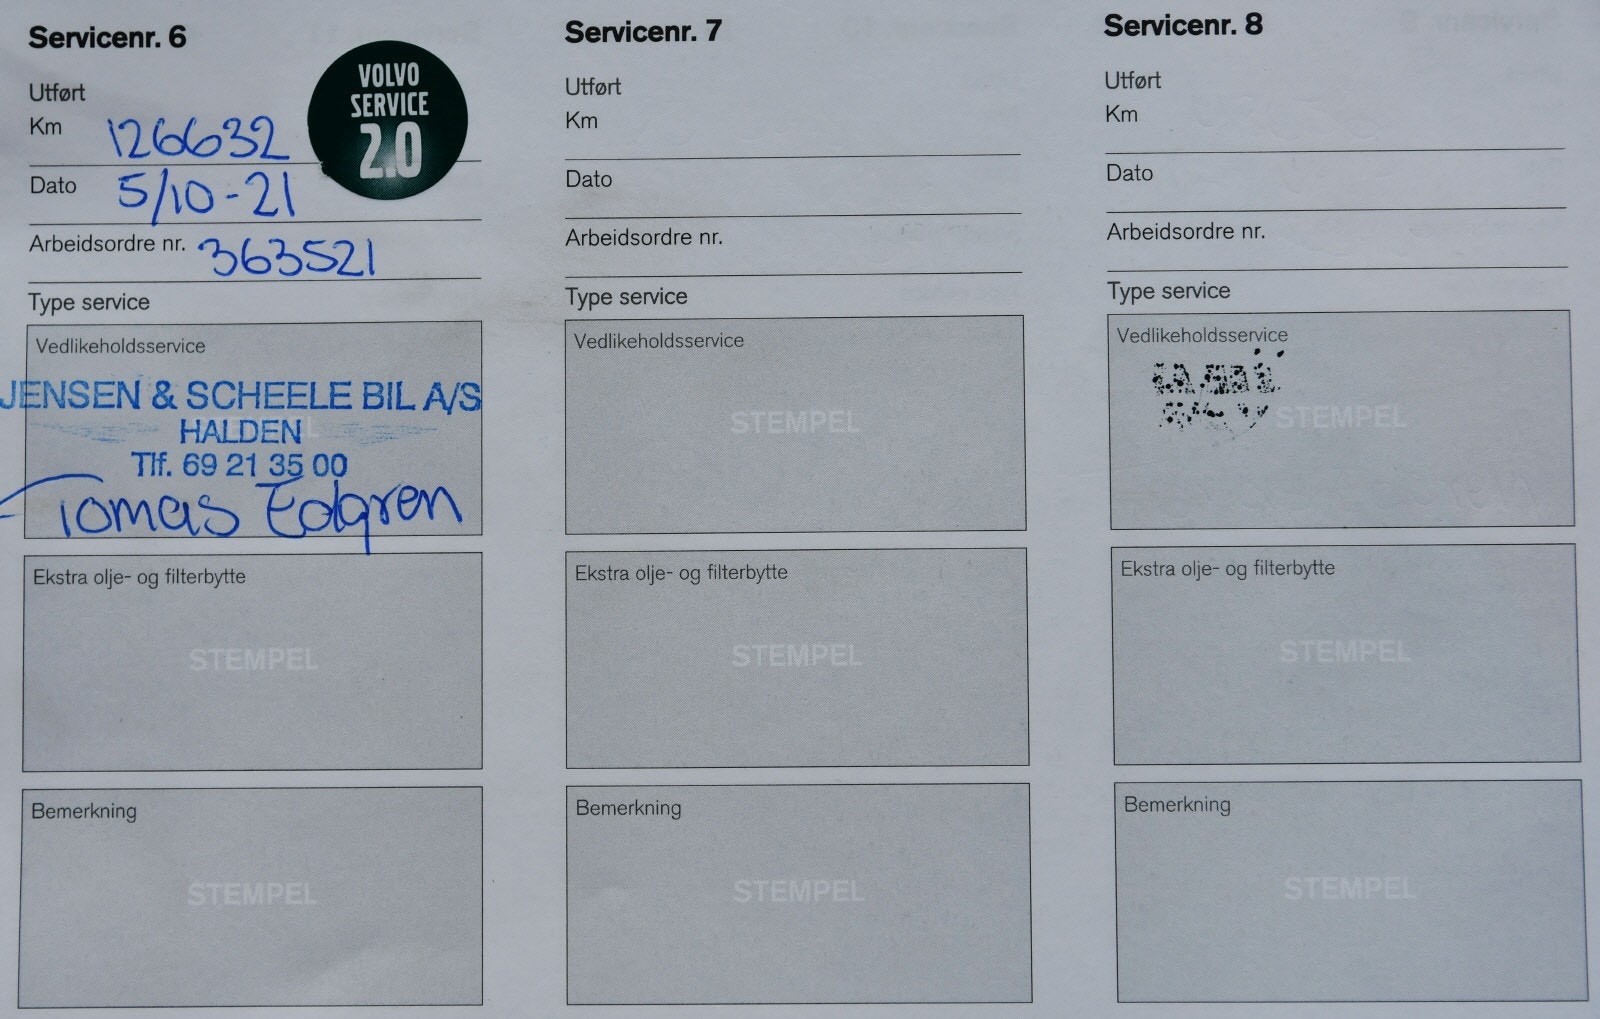 Servicenr. 6
VOLVO
SERVICE
2.0
Utført
Km 126632
Dato 5/10-21
Arbeidsordre nr. 363521
Type service
Vedlikeholdsservice
JENSEN & SCHEELE BIL A/S
HALDEN
Tlf. 69 21 35 00
Tomas Edgren
Ekstra olje- og filterbytte
STEMPEL
Bemerkning
STEMPEL
Servicenr. 7
Utført
Km
Dato
Arbeidsordre nr.
Type service
Vedlikeholdsservice
STEMPEL
Ekstra olje- og filterbytte
STEMPEL
Bemerkning
STEMPEL
Servicenr. 8
Utført
Km
Dato
Arbeidsordre nr.
Type service
Vedlikeholdsservice
STEMPEL
Ekstra olje- og filterbytte
STEMPEL
Bemerkning
STEMPEL